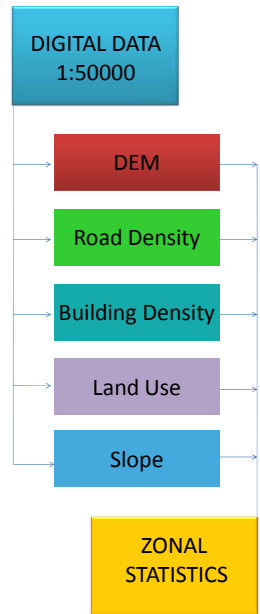 DIGITAL DATA
1:50000
DEM
Road Density
Building Density
Land Use
Slope
ZONAL
STATISTICS